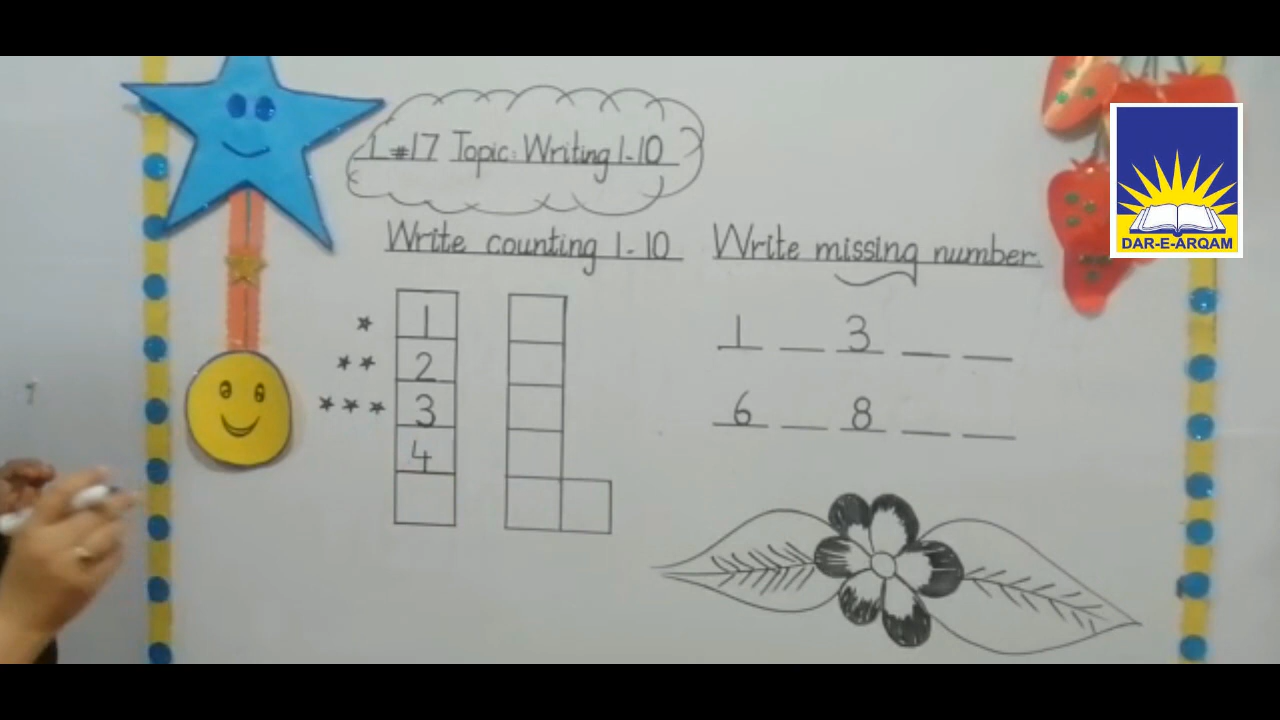 L #17 Topic: Writing 1-10
Write counting 1-10
1
2
3
4
Write missing number.
1 __ 3 __ __
6 __ 8 __ __
DAR-E-ARQAM